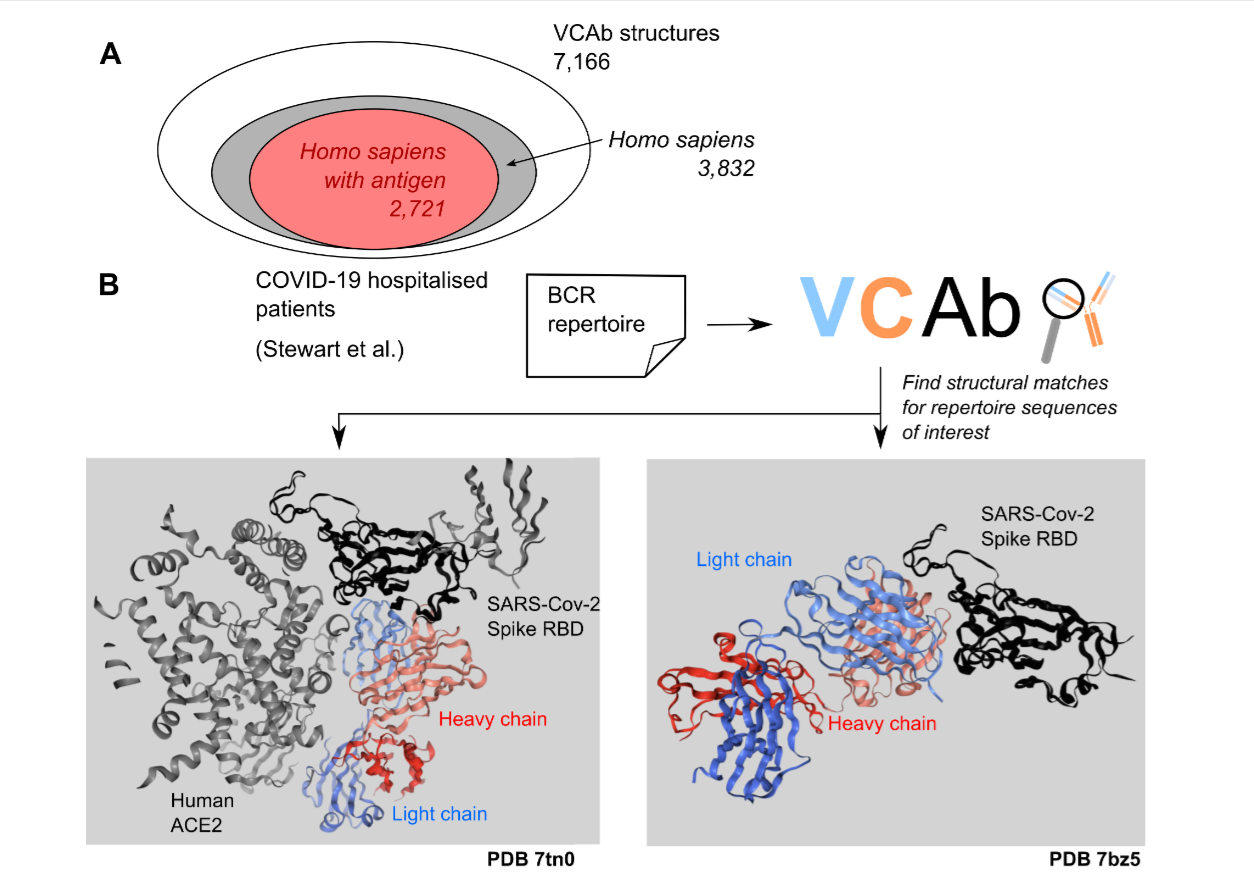 A
VCAb structures
7,166
Homo sapiens
3,832
Homo sapiens
with antigen
2,721
B
COVID-19 hospitalised
patients
(Stewart et al.)
BCR
repertoire
VCAb
Find structural matches
for repertoire sequences
of interest
SARS-Cov-2
Spike RBD
Heavy chain
Light chain
Human
ACE2
PDB 7tn0
SARS-Cov-2
Spike RBD
Light chain
Heavy chain
PDB 7bz5